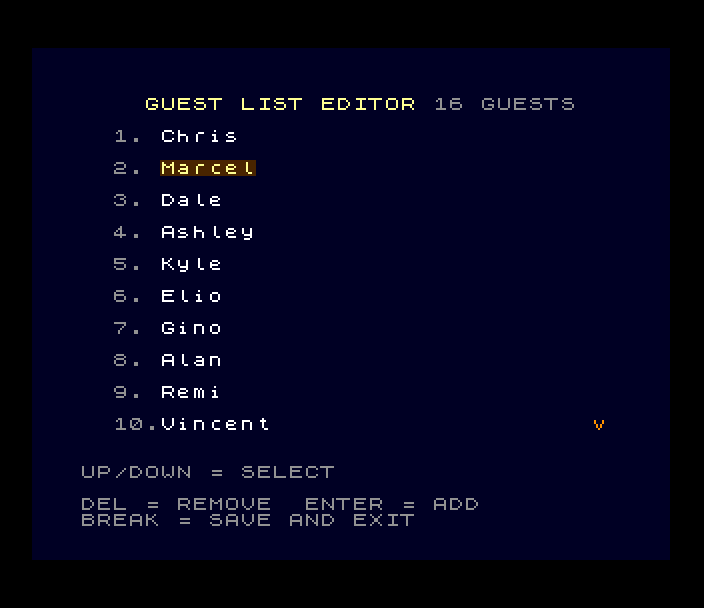 GUEST LIST EDITOR 16 GUESTS
1. Chris
2. Marcel
3. Dale
4. Ashley
5. Kyle
6. Elio
7. Gino
8. Alan
9. Remi
10.Vincent v
UP/DOWN = SELECT
DEL = REMOVE  ENTER = ADD
BREAK = SAVE AND EXIT